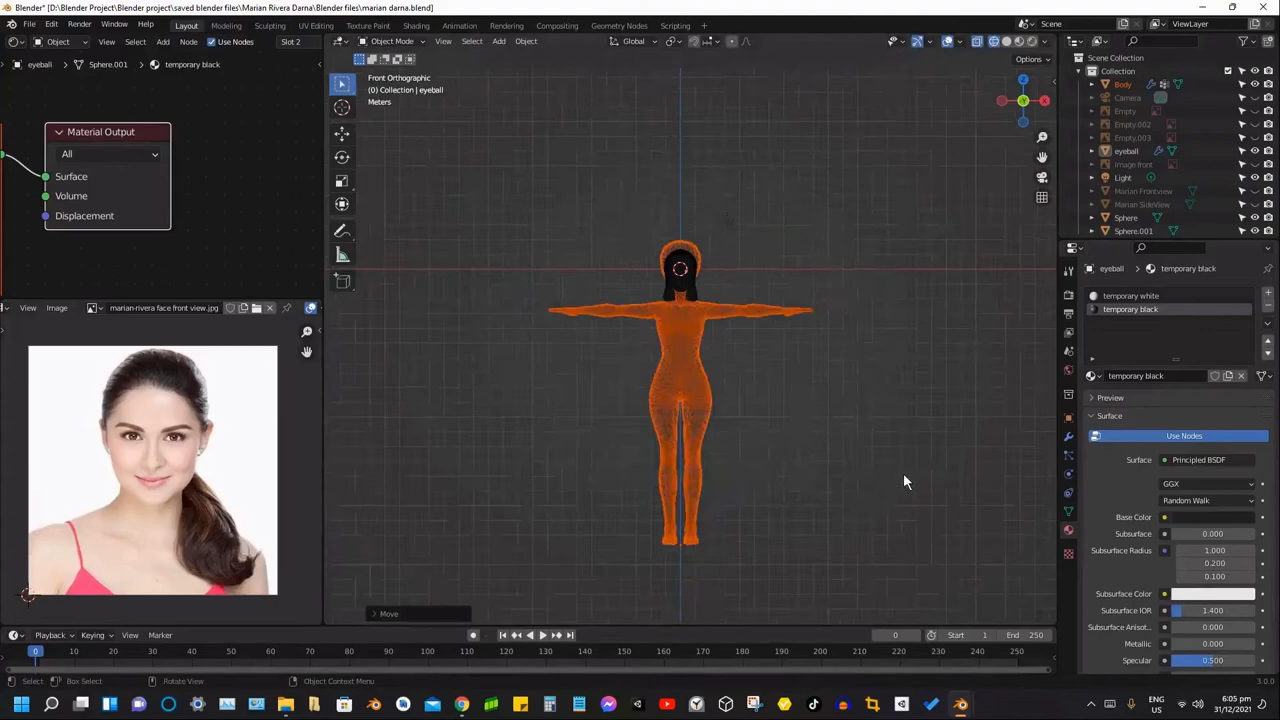 Blender* [D:\Blender Project\saved blender files\Marian Rivera Darna\Blender files\marian darna.blend]
File Edit Render Window Help Layout Modeling Sculpting UV Editing Texture Paint Shading Animation Rendering Compositing Geometry Nodes Scripting Scene ViewLayer
Object View Select Add Node Use Nodes Slot 2 Object Mode View Select Add Object Global
eyeball Sphere.001 temporary black Options
Front Orthographic
(0) Collection | eyeball
Meters
Material Output
All
Surface
Volume
Displacement
View Image marian-rivera face front view.jpg
Move
Scene Collection
Collection
Body
Camera
Empty
Empty.002
Empty.003
eyeball
Image front
Light
Marian Frontview
Marian SideView
Sphere
Sphere.001
eyeball temporary black
temporary white
temporary black
temporary black
Preview
Surface
Use Nodes
Surface Principled BSDF
GGX
Random Walk
Base Color
Subsurface 0.000
Subsurface Radius 1.000
0.200
0.100
Subsurface Color
Subsurface IOR 1.400
Subsurface Anisot... 0.000
Metallic 0.000
Specular 0.500
Playback Keying View Marker 0 Start 1 End 250
0 10 20 30 40 50 60 70 80 90 100 110 120 130 140 150 160 170 180 190 200 210 220 230 240 250
Select Box Select Rotate View Object Context Menu 3.0.0
ENG 6:05 pm
US 31/12/2021